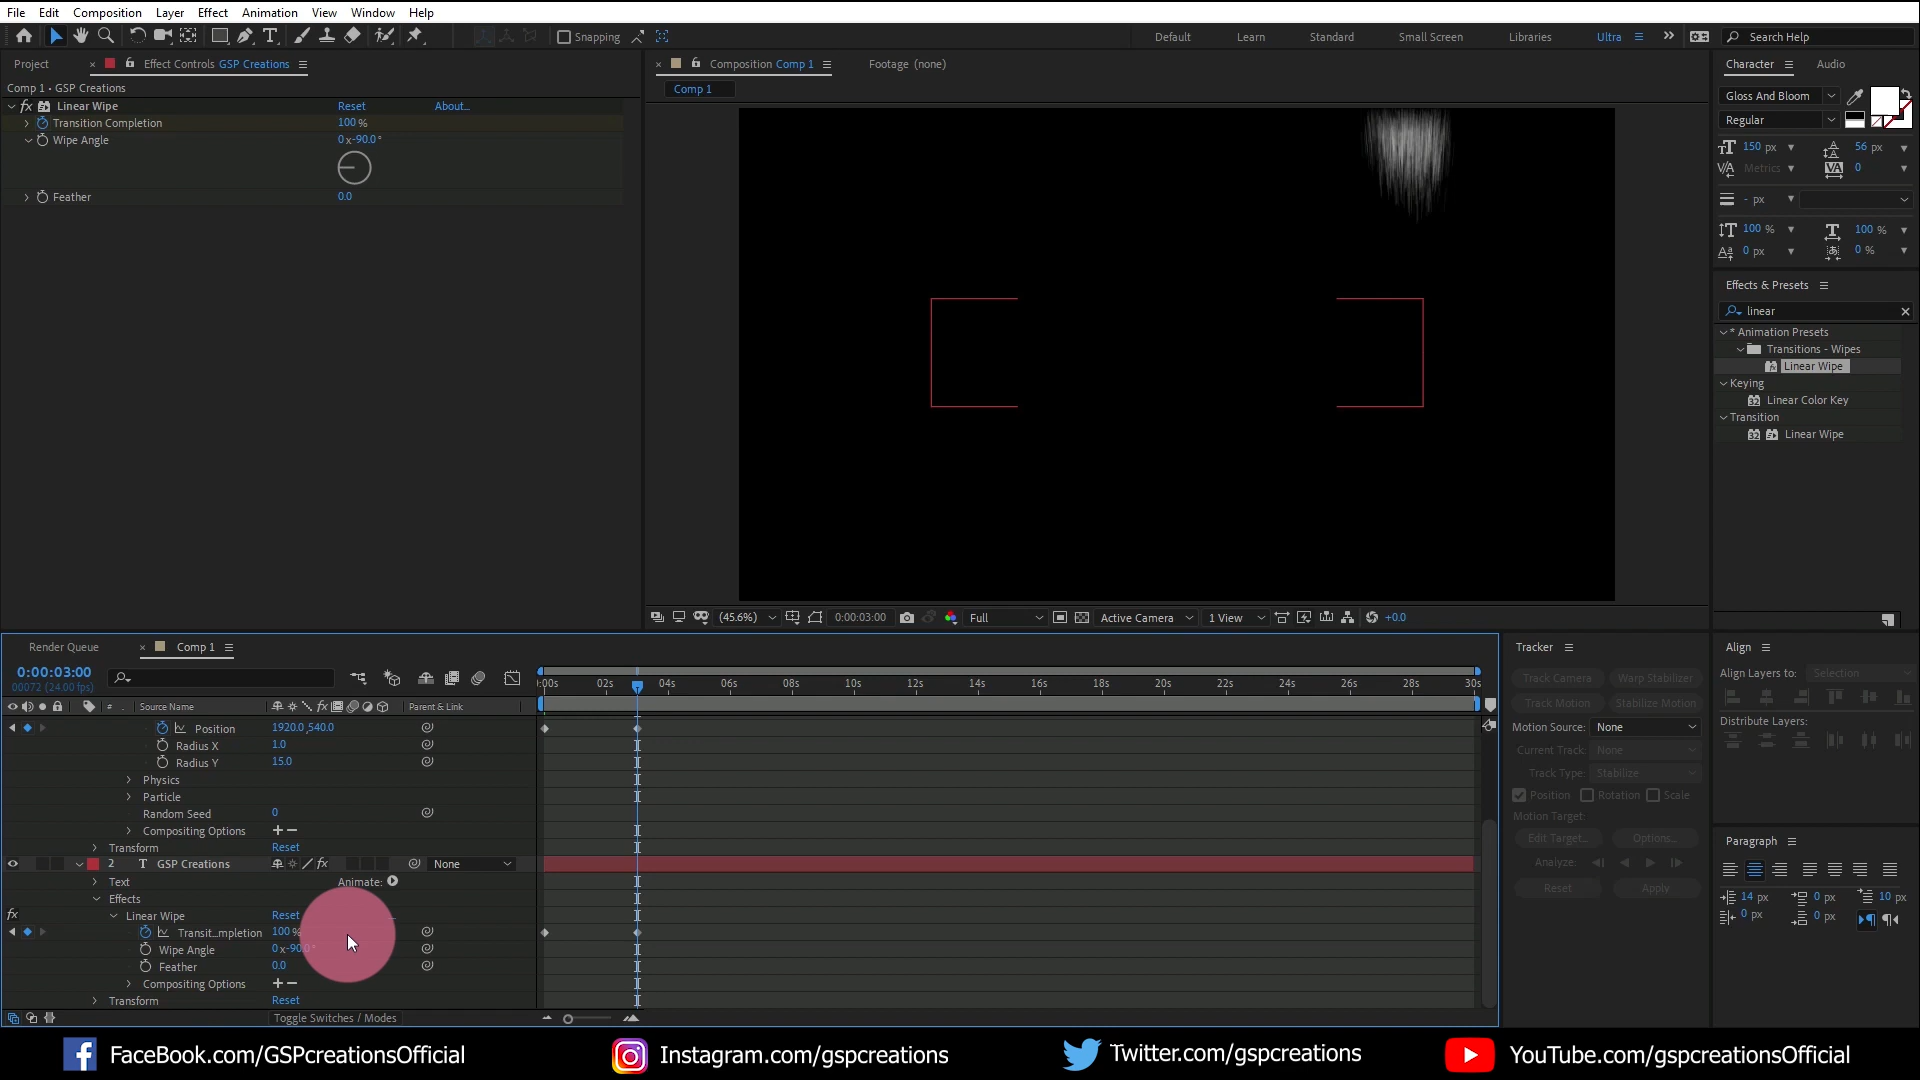 File Edit Composition Layer Effect Animation View Window Help
Snapping
Default Learn Standard Small Screen Libraries Ultra Search Help
Project Effect Controls GSP Creations
Comp 1 • GSP Creations
Linear Wipe Reset About...
Transition Completion 100 %
Wipe Angle 0 x-90.0 °
Feather 0.0
Composition Comp 1 Footage (none)
Comp 1
(45.6%) 0:00:03:00 Full Active Camera 1 View +0.0
Character Audio
Gloss And Bloom
Regular
150 px 56 px
Metrics 0
- px
100 % 100 %
0 px 0 %
Effects & Presets
linear
* Animation Presets
Transitions - Wipes
Linear Wipe
Keying
Linear Color Key
Transition
Linear Wipe
Render Queue Comp 1
0:00:03:00
00072 (24.00 fps)
:00s 02s 04s 06s 08s 10s 12s 14s 16s 18s 20s 22s 24s 26s 28s 30s
# Source Name Parent & Link
Position 1920.0,540.0
Radius X 1.0
Radius Y 15.0
Physics
Particle
Random Seed 0
Compositing Options
Transform Reset
2 T GSP Creations None
Text Animate:
Effects
Linear Wipe Reset
Transit...mpletion 100 %
Wipe Angle 0 x-90.0 °
Feather 0.0
Compositing Options
Transform Reset
Toggle Switches / Modes
Tracker
Track Camera Warp Stabilizer
Track Motion Stabilize Motion
Motion Source: None
Current Track: None
Track Type: Stabilize
Position Rotation Scale
Motion Target:
Edit Target... Options...
Analyze:
Reset Apply
Align
Align Layers to: Selection
Distribute Layers:
Paragraph
14 px 0 px 10 px
0 px 0 px
FaceBook.com/GSPcreationsOfficial Instagram.com/gspcreations Twitter.com/gspcreations YouTube.com/gspcreationsOfficial